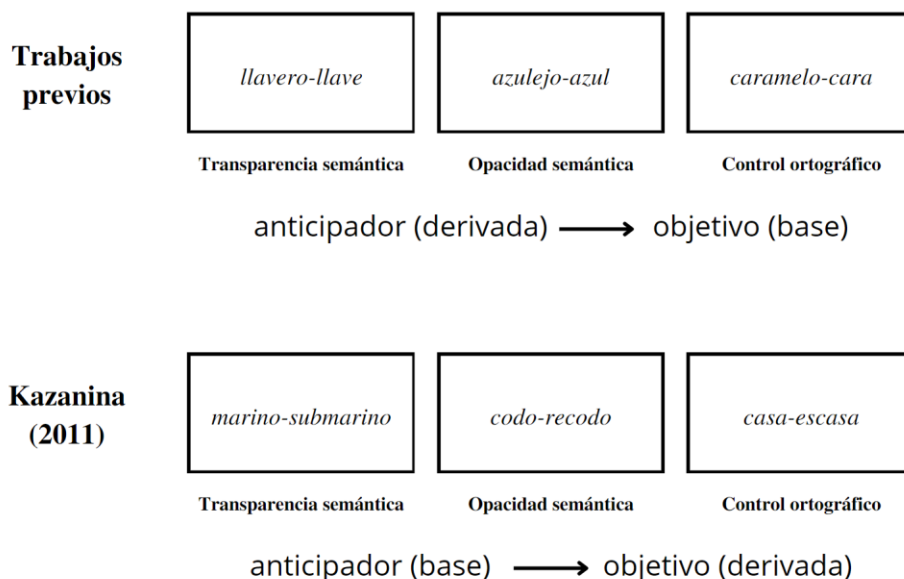 Trabajos
previos
llavero-llave
azulejo-azul
caramelo-cara
Transparencia semántica
Opacidad semántica
Control ortográfico
anticipador (derivada) ⟶ objetivo (base)
Kazanina
(2011)
marino-submarino
codo-recodo
casa-escasa
Transparencia semántica
Opacidad semántica
Control ortográfico
anticipador (base) ⟶ objetivo (derivada)